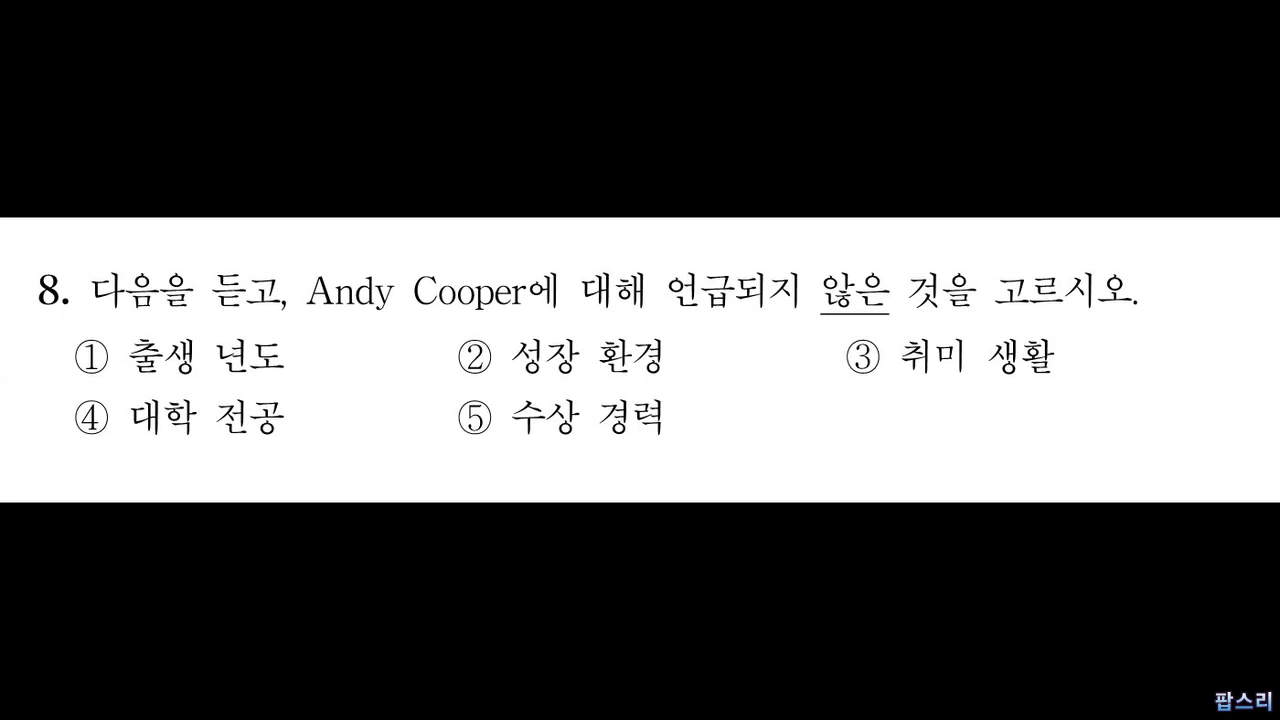 8. 다음을 듣고, Andy Cooper에 대해 언급되지 않은 것을 고르시오.
① 출생 년도 ② 성장 환경 ③ 취미 생활
④ 대학 전공 ⑤ 수상 경력
팝스리